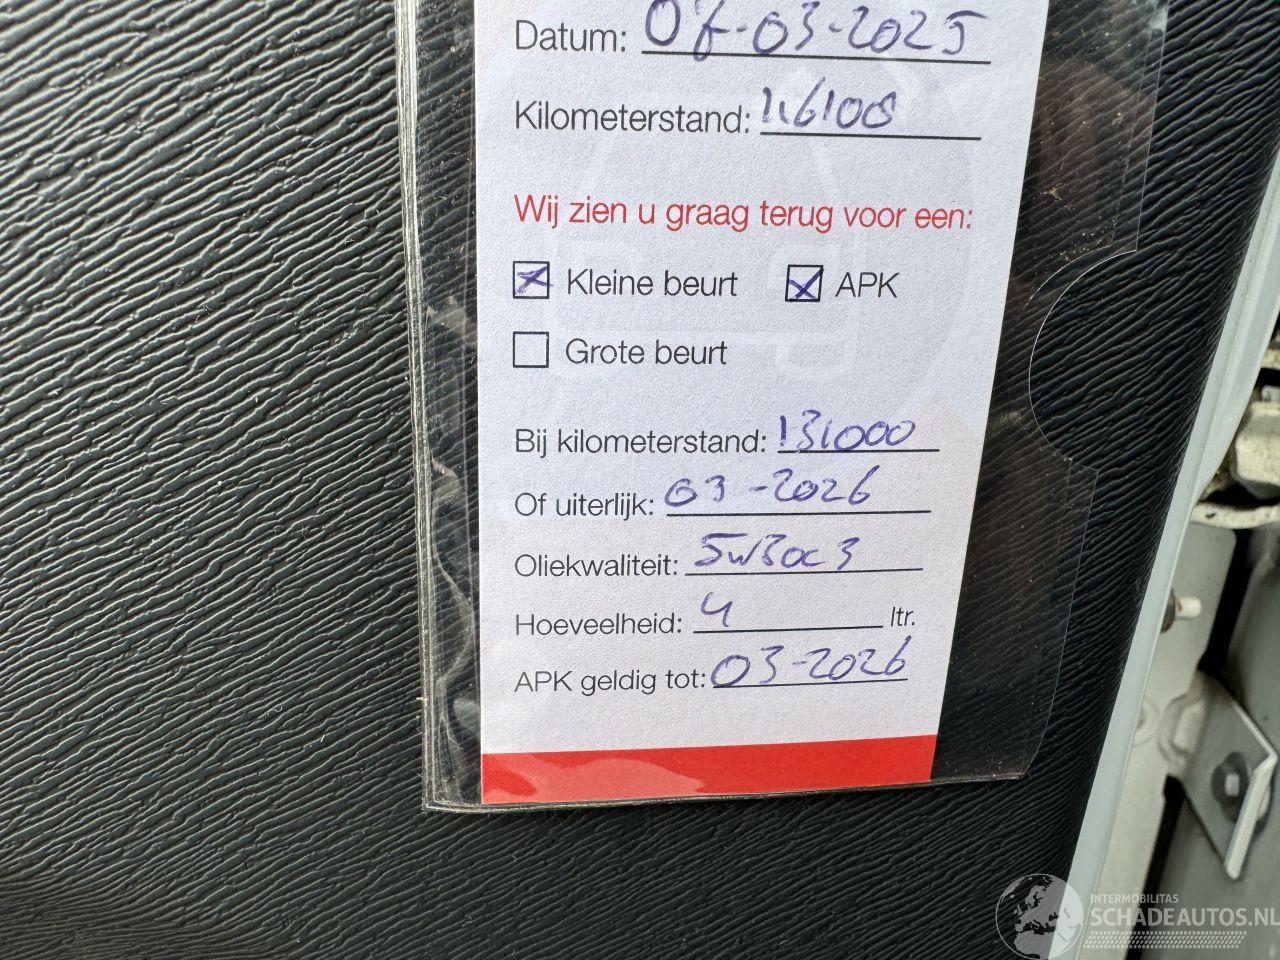 Datum: 07-03-2025
Kilometerstand: 116108
Wij zien u graag terug voor een:
Kleine beurt APK
Grote beurt
Bij kilometerstand: 131000
Of uiterlijk: 03-2026
Oliekwaliteit: 5w30c3
Hoeveelheid: 4 ltr.
APK geldig tot: 03-2026
INTERMOBILITAS
SCHADEAUTOS.NL